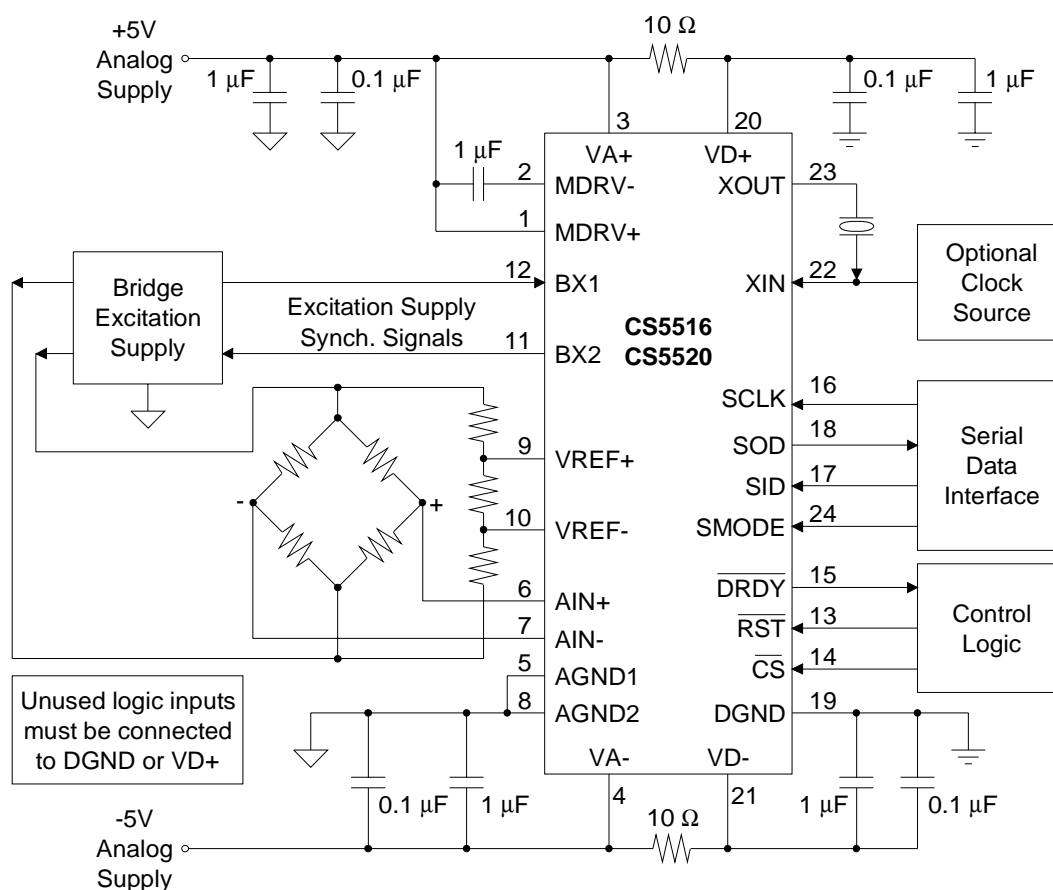 +5V
Analog
Supply
1 μF
0.1 μF
10 Ω
0.1 μF
1 μF
3
20
VA+
VD+
1 μF
2
MDRV-
XOUT
23
1
MDRV+
Bridge
Excitation
Supply
12
BX1
XIN
22
Optional
Clock
Source
Excitation Supply
Synch. Signals
CS5516
CS5520
11
BX2
SCLK
16
9
VREF+
SOD
18
Serial
Data
Interface
SID
17
-
+
10
VREF-
SMODE
24
6
AIN+
DRDY
15
Control
Logic
7
AIN-
RST
13
5
AGND1
CS
14
Unused logic inputs
must be connected
to DGND or VD+
8
AGND2
DGND
19
VA-
VD-
0.1 μF
1 μF
4
21
1 μF
0.1 μF
-5V
Analog
Supply
10 Ω